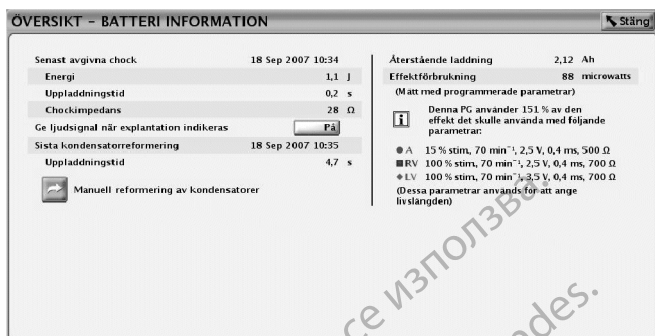 ÖVERSIKT – BATTERI INFORMATION
Stäng
Senast avgivna chock 18 Sep 2007 10:34
Energi 1,1 J
Uppladdningstid 0,2 s
Chockimpedans 28 Ω
Ge ljudsignal når explantation indikeras På
Sista kondensatorreformering 18 Sep 2007 10:35
Uppladdningstid 4,7 s
Manuell reformering av kondensatorer
Återstående laddning 2,12 Ah
Effektförbrukning 88 microwatts
(Mätt med programmerade parametrar)
i
Denna PG använder 151 % av den
effekt det skulle använda med följande
parametrar:
A 15 % stim, 70 min⁻¹, 2,5 V, 0,4 ms, 500 Ω
RV 100 % stim, 70 min⁻¹, 2,5 V, 0,4 ms, 700 Ω
LV 100 % stim, 70 min⁻¹, 3,5 V, 0,4 ms, 700 Ω
(Dessa parametrar används för att ange
livslängden)
се използва.